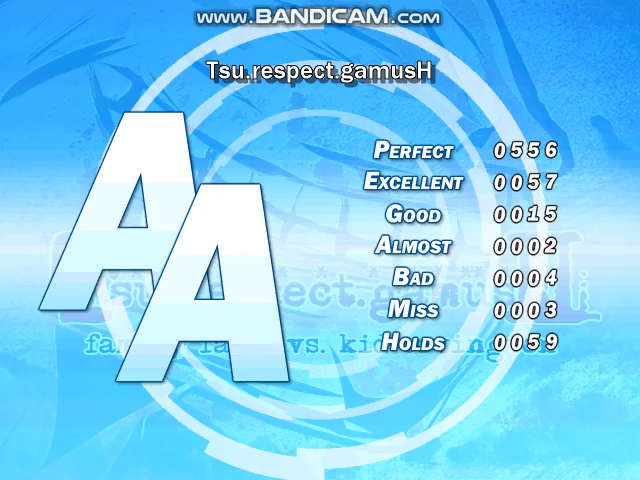 www.BANDICAM.com
Tsu.respect.gamusH
AA
PERFECT 0556
EXCELLENT 0057
GOOD 0015
ALMOST 0002
BAD 0004
MISS 0003
HOLDS 0059